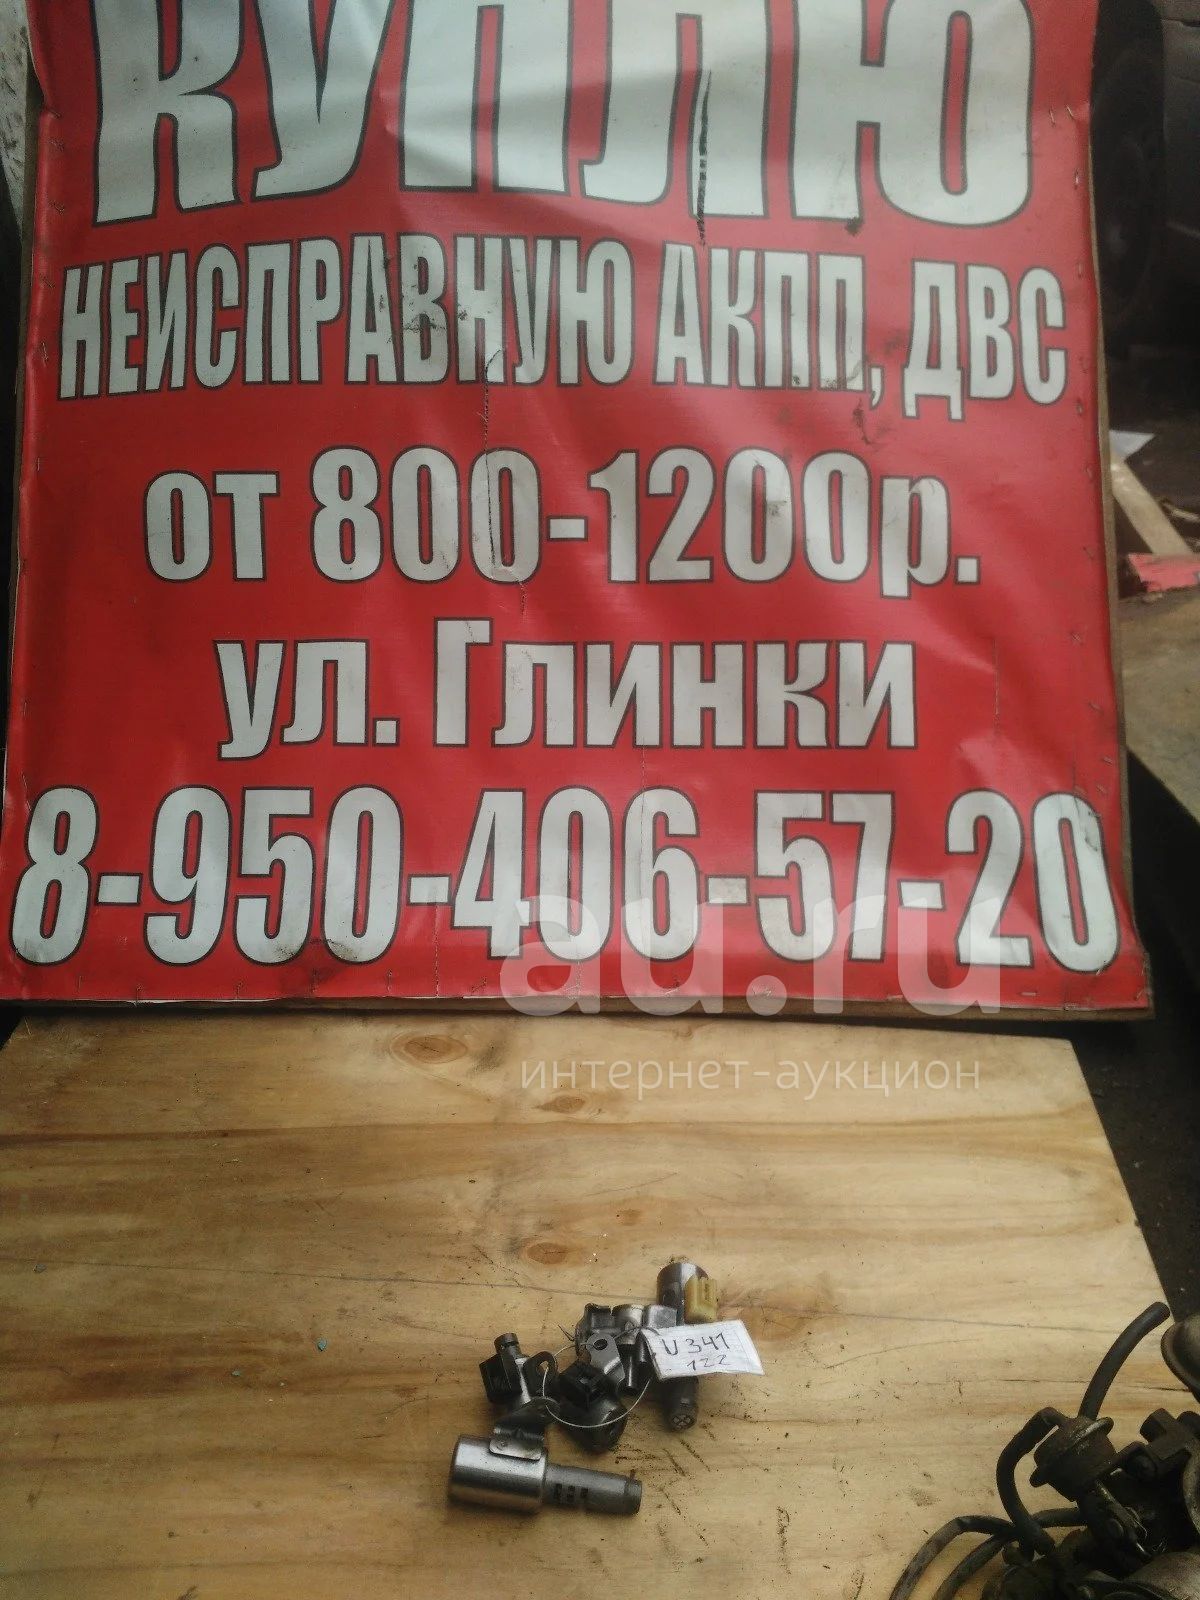 КУПЛЮ
НЕИСПРАВНУЮ АКПП, ДВС
от 800-1200р.
ул. Глинки
8-950-406-57-20
au.ru
интернет-аукцион
U341
122